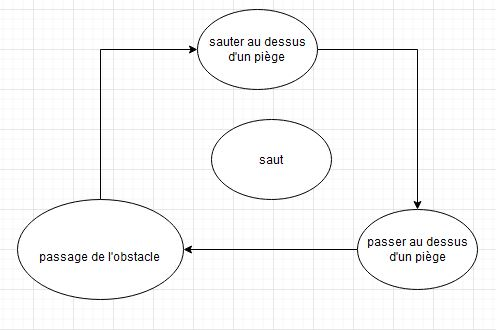 sauter au dessus
d'un piège
saut
passer au dessus
d'un piège
passage de l'obstacle